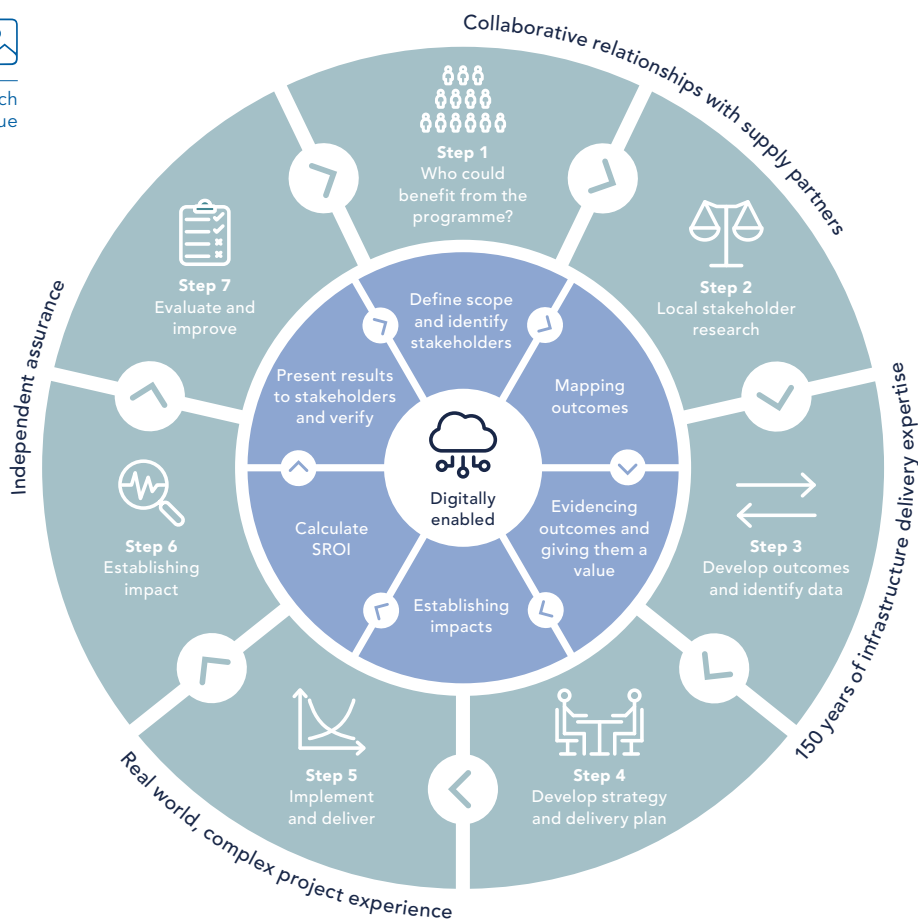 Collaborative relationships with supply partners
150 years of infrastructure delivery expertise
Real world, complex project experience
Independent assurance
Step 1
Who could
benefit from the
programme?
Step 2
Local stakeholder
research
Step 3
Develop outcomes
and identify data
Step 4
Develop strategy
and delivery plan
Step 5
Implement
and deliver
Step 6
Establishing
impact
Step 7
Evaluate and
improve
Define scope
and identify
stakeholders
Mapping
outcomes
Evidencing
outcomes and
giving them a
value
Establishing
impacts
Calculate
SROI
Present results
to stakeholders
and verify
Digitally
enabled